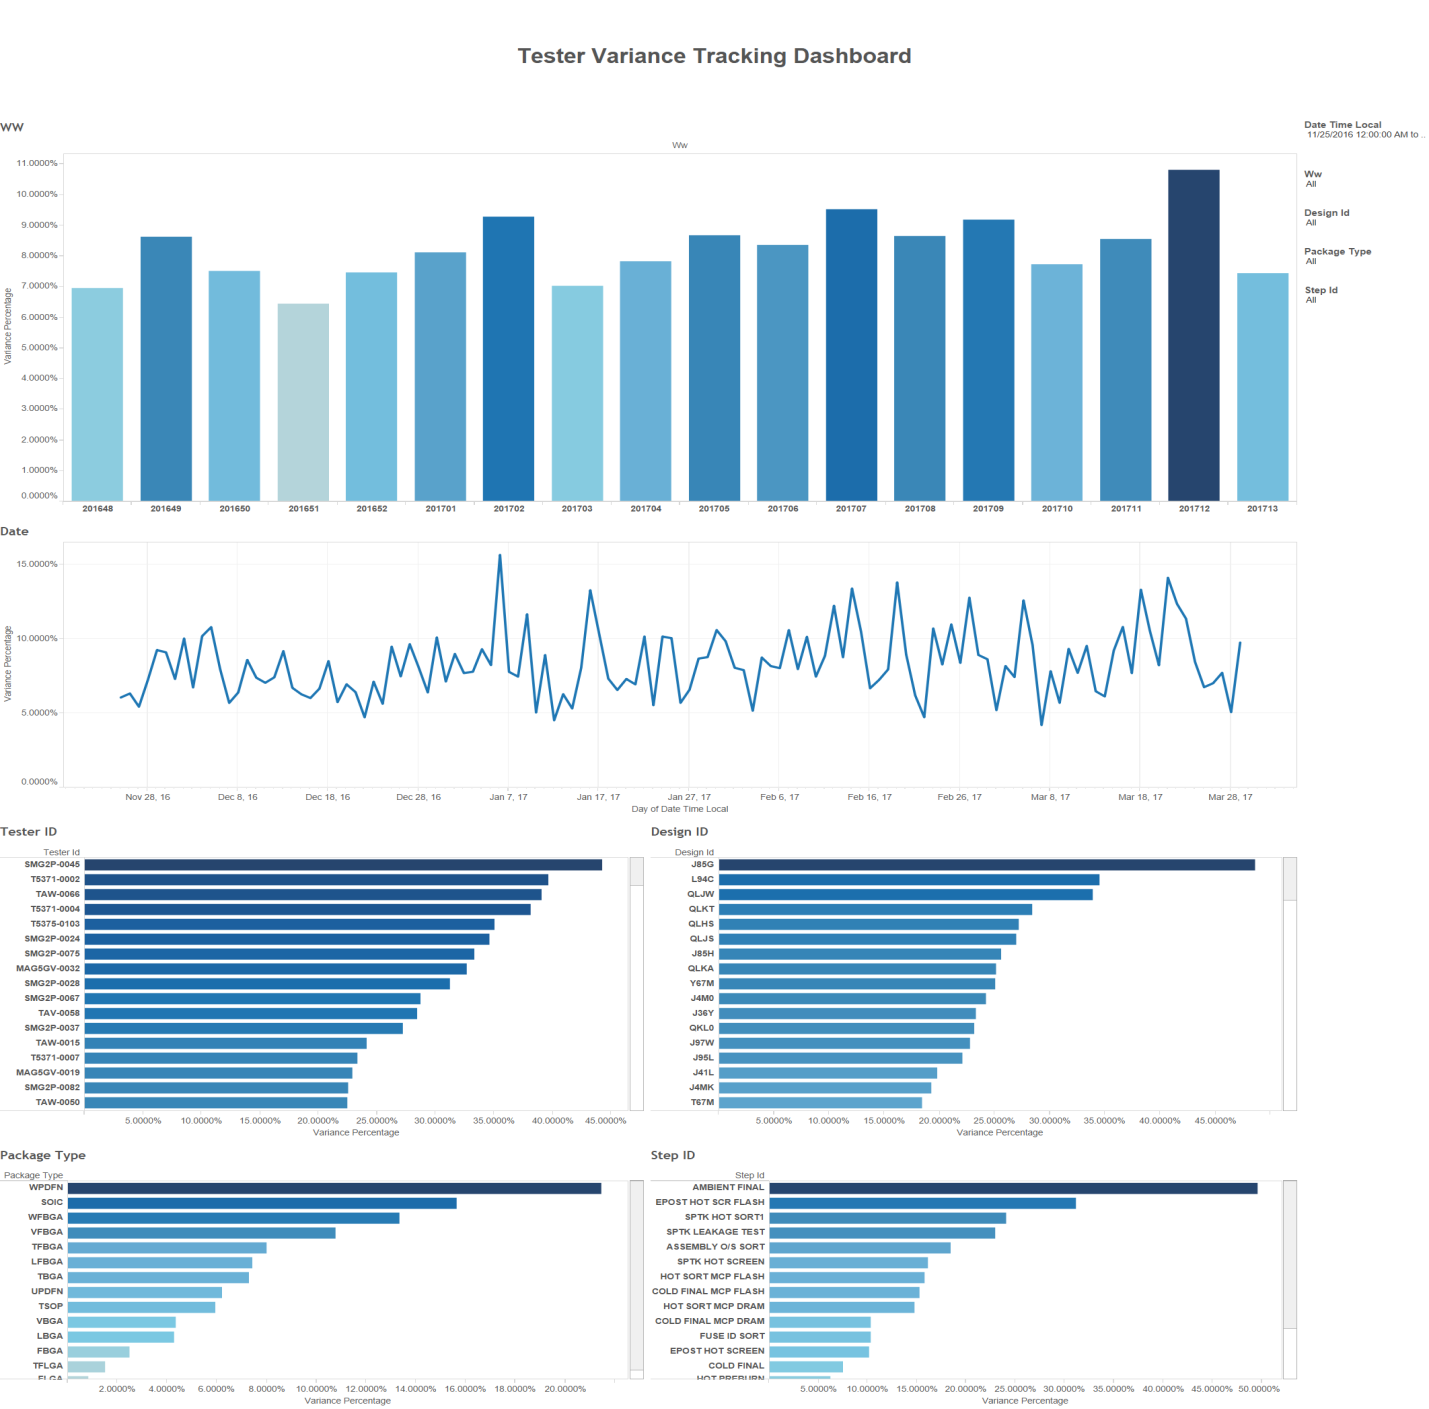 Tester Variance Tracking Dashboard
WW
Date Time Local
11/25/2016 12:00:00 AM to ..
Ww
All
Design Id
All
Package Type
All
Step Id
All
Ww
Variance Percentage
11.0000%
10.0000%
9.0000%
8.0000%
7.0000%
6.0000%
5.0000%
4.0000%
3.0000%
2.0000%
1.0000%
0.0000%
201648 201649 201650 201651 201652 201701 201702 201703 201704 201705 201706 201707 201708 201709 201710 201711 201712 201713
Date
Variance Percentage
15.0000%
10.0000%
5.0000%
0.0000%
Nov 28, 16 Dec 8, 16 Dec 18, 16 Dec 28, 16 Jan 7, 17 Jan 17, 17 Jan 27, 17 Feb 6, 17 Feb 16, 17 Feb 26, 17 Mar 8, 17 Mar 18, 17 Mar 28, 17
Day of Date Time Local
Tester ID
Tester Id
SMG2P-0045
T5371-0002
TAW-0066
T5371-0004
T5375-0103
SMG2P-0024
SMG2P-0075
MAG5GV-0032
SMG2P-0028
SMG2P-0067
TAV-0058
SMG2P-0037
TAW-0015
T5371-0007
MAG5GV-0019
SMG2P-0082
TAW-0050
5.0000% 10.0000% 15.0000% 20.0000% 25.0000% 30.0000% 35.0000% 40.0000% 45.0000%
Variance Percentage
Design ID
Design Id
J85G
L94C
QLJW
QLKT
QLHS
QLJS
J85H
QLKA
Y67M
J4M0
J36Y
QKL0
J97W
J95L
J41L
J4MK
T67M
5.0000% 10.0000% 15.0000% 20.0000% 25.0000% 30.0000% 35.0000% 40.0000% 45.0000%
Variance Percentage
Package Type
Package Type
WPDFN
SOIC
WFBGA
VFBGA
TFBGA
LFBGA
TBGA
UPDFN
TSOP
VBGA
LBGA
FBGA
TFLGA
FLGA
2.0000% 4.0000% 6.0000% 8.0000% 10.0000% 12.0000% 14.0000% 16.0000% 18.0000% 20.0000%
Variance Percentage
Step ID
Step Id
AMBIENT FINAL
EPOST HOT SCR FLASH
SPTK HOT SORT1
SPTK LEAKAGE TEST
ASSEMBLY O/S SORT
SPTK HOT SCREEN
HOT SORT MCP FLASH
COLD FINAL MCP FLASH
HOT SORT MCP DRAM
COLD FINAL MCP DRAM
FUSE ID SORT
EPOST HOT SCREEN
COLD FINAL
HOT PREBURN
5.0000% 10.0000% 15.0000% 20.0000% 25.0000% 30.0000% 35.0000% 40.0000% 45.0000% 50.0000%
Variance Percentage